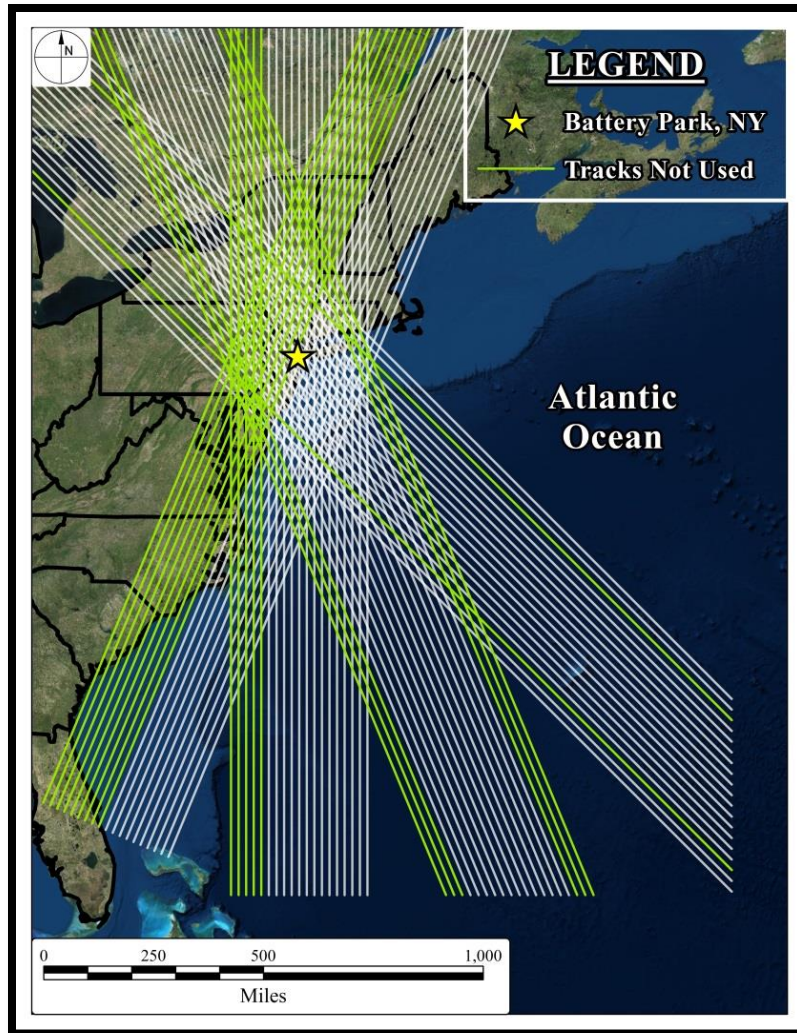 N
LEGEND
Battery Park, NY
Tracks Not Used
Atlantic
Ocean
0 250 500 1,000
Miles